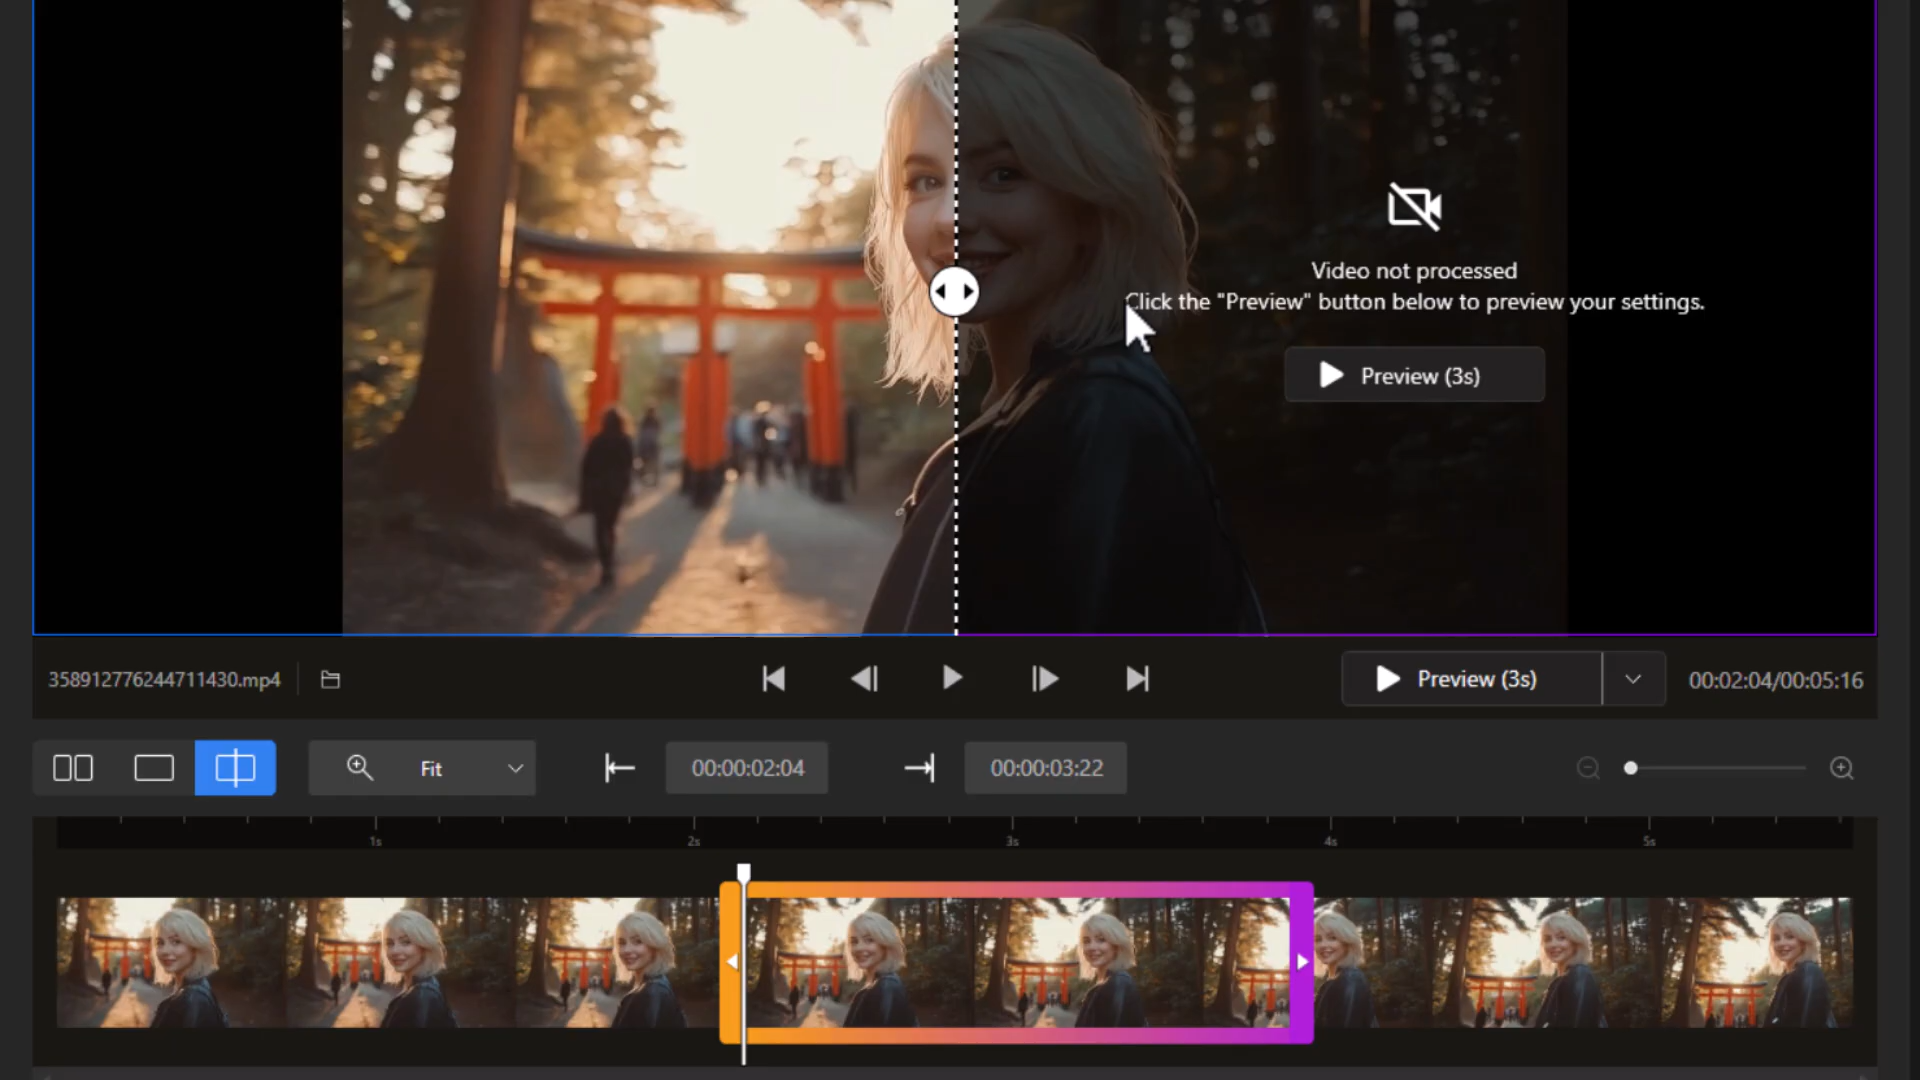 Video not processed
Click the "Preview" button below to preview your settings.
Preview (3s)
358912776244711430.mp4
Preview (3s)
00:02:04/00:05:16
Fit
00:00:02:04
00:00:03:22
1s
2s
3s
4s
5s